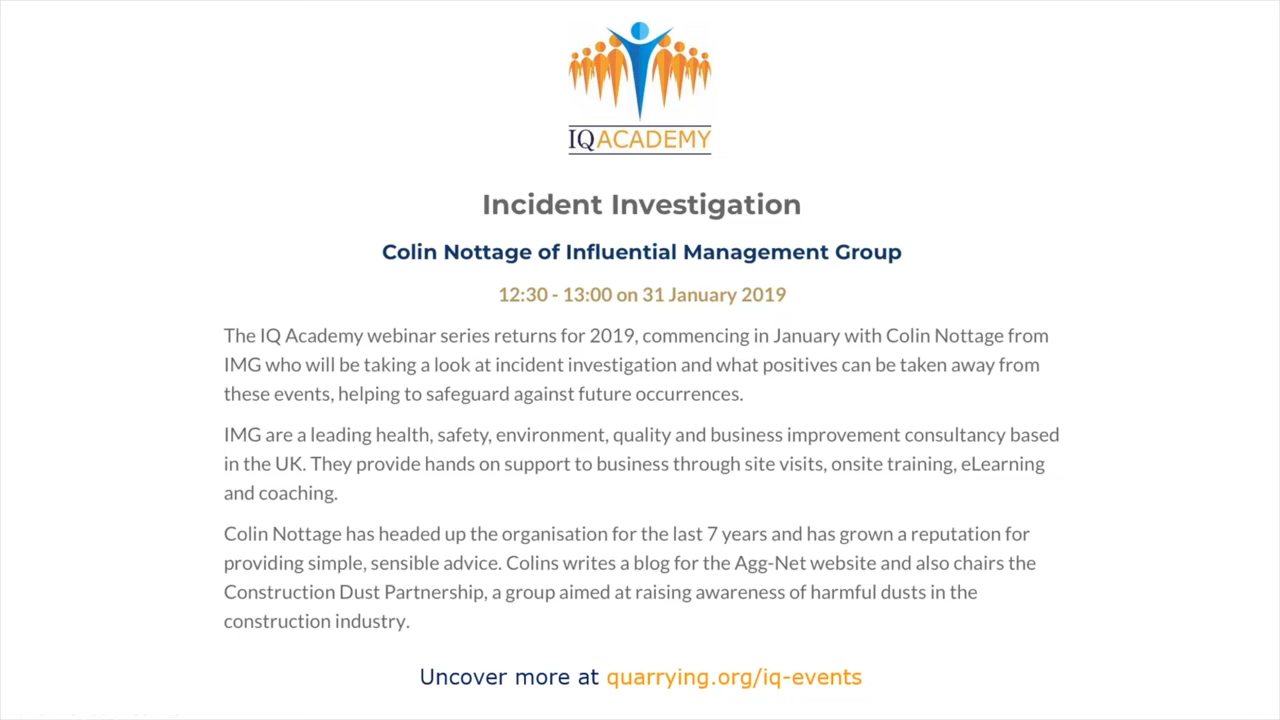 IQACADEMY
Incident Investigation
Colin Nottage of Influential Management Group
12:30 - 13:00 on 31 January 2019
The IQ Academy webinar series returns for 2019, commencing in January with Colin Nottage from
IMG who will be taking a look at incident investigation and what positives can be taken away from
these events, helping to safeguard against future occurrences.
IMG are a leading health, safety, environment, quality and business improvement consultancy based
in the UK. They provide hands on support to business through site visits, onsite training, eLearning
and coaching.
Colin Nottage has headed up the organisation for the last 7 years and has grown a reputation for
providing simple, sensible advice. Colins writes a blog for the Agg-Net website and also chairs the
Construction Dust Partnership, a group aimed at raising awareness of harmful dusts in the
construction industry.
Uncover more at quarrying.org/iq-events